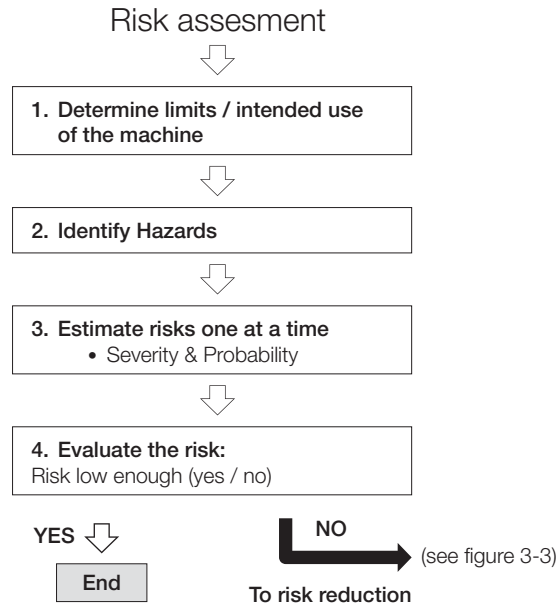 Risk assesment
1. Determine limits / intended use
of the machine
2. Identify Hazards
3. Estimate risks one at a time
• Severity & Probability
4. Evaluate the risk:
Risk low enough (yes / no)
YES
NO
(see figure 3-3)
End
To risk reduction